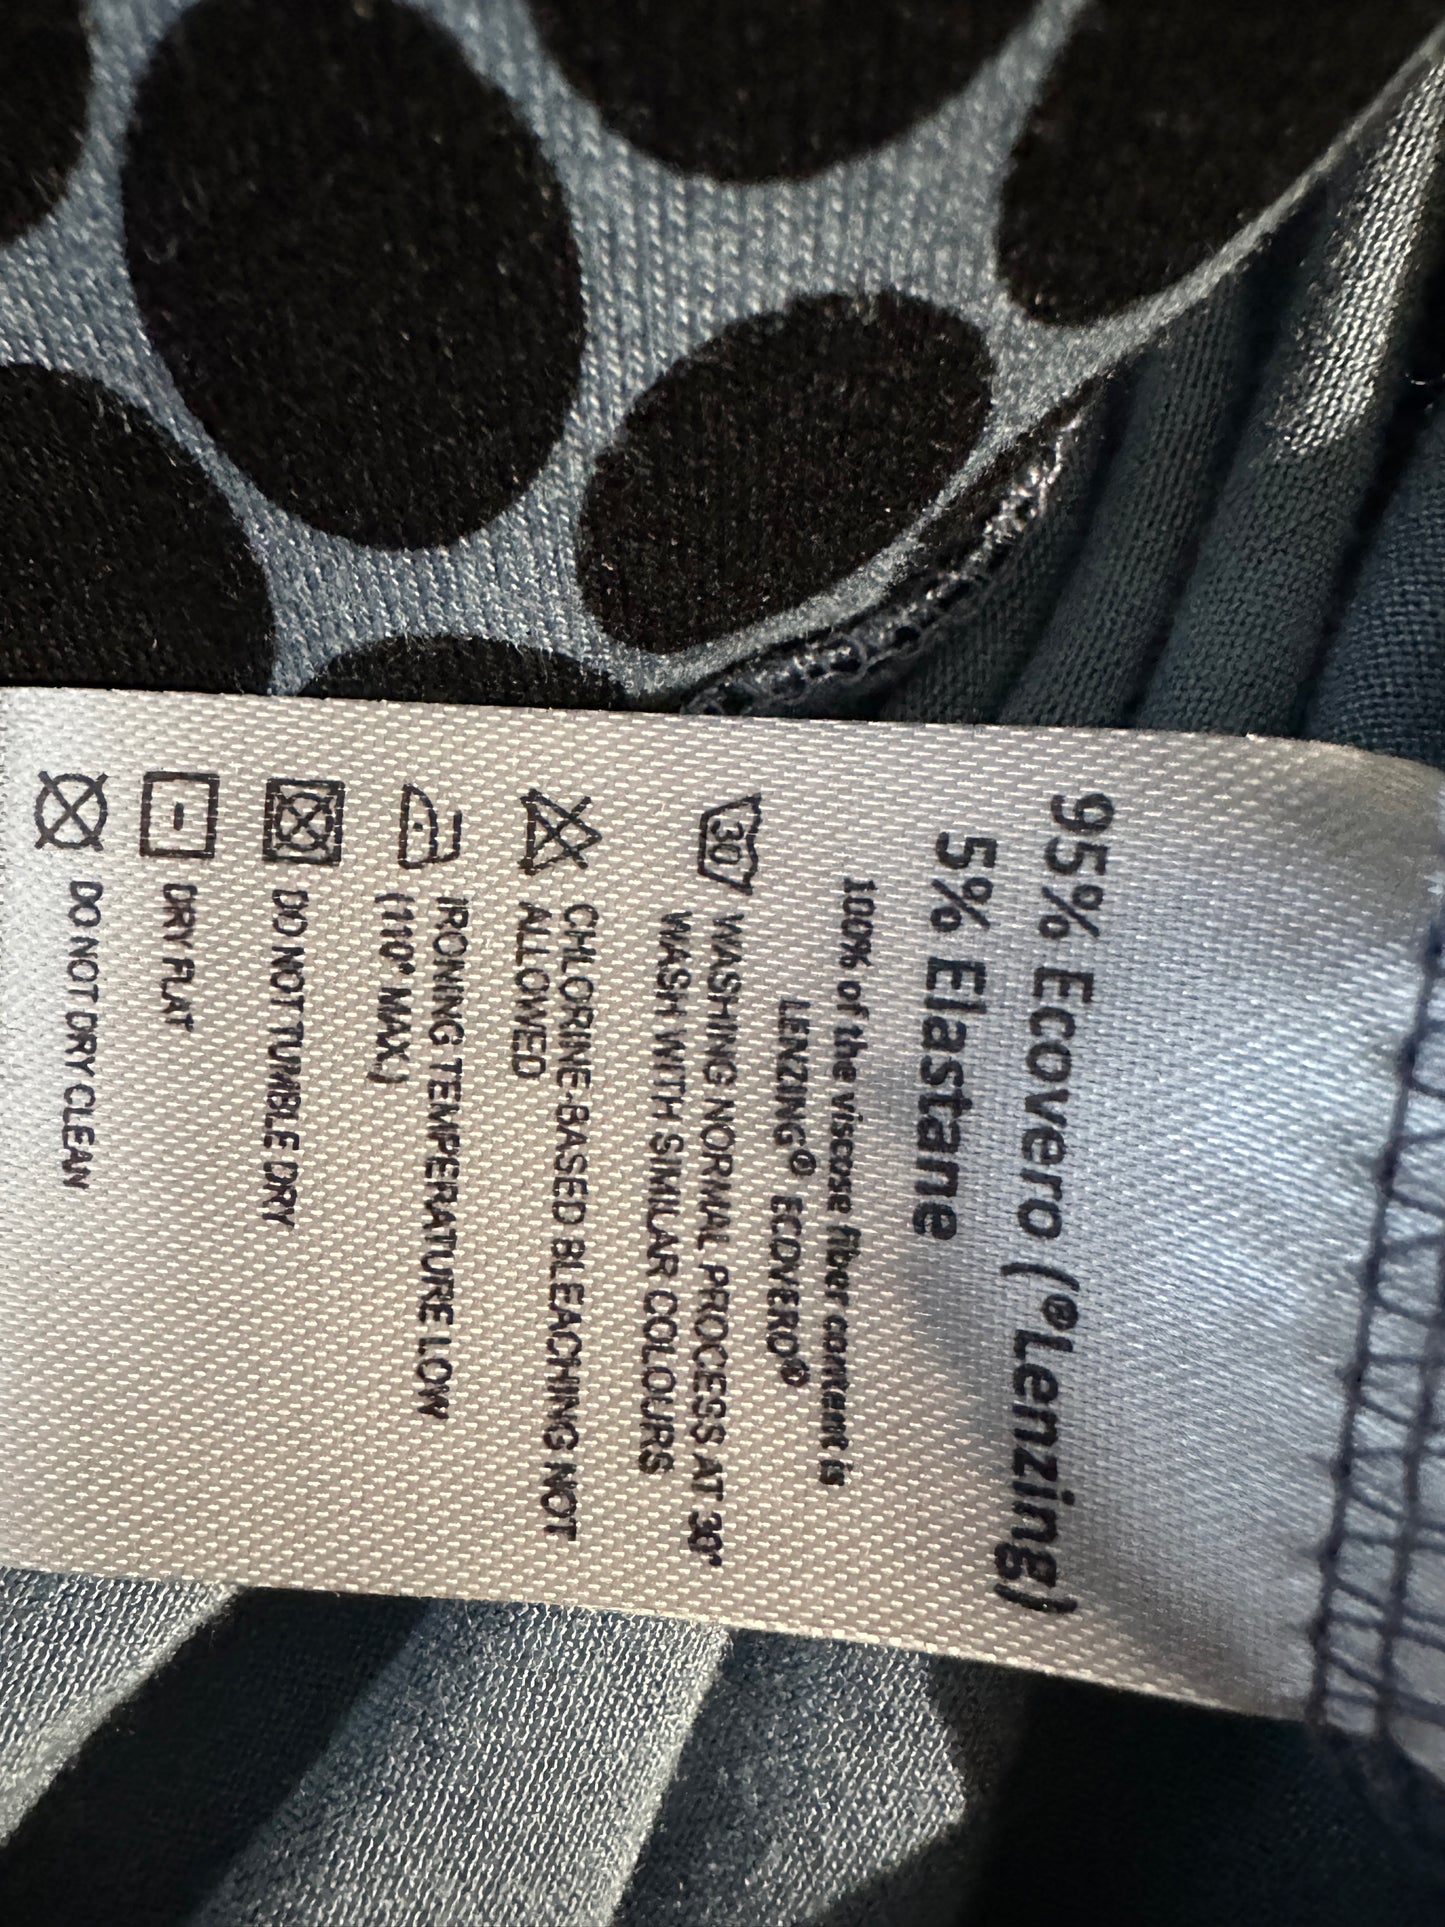 95% Ecovero (®Lenzing)
5% Elastane
100% of the viscose fiber content is
LENZING® ECOVERO®
30
WASHING NORMAL PROCESS AT 30°
WASH WITH SIMILAR COLOURS
CHLORINE-BASED BLEACHING NOT
ALLOWED
IRONING TEMPERATURE LOW
(110° MAX.)
DO NOT TUMBLE DRY
DRY FLAT
DO NOT DRY CLEAN